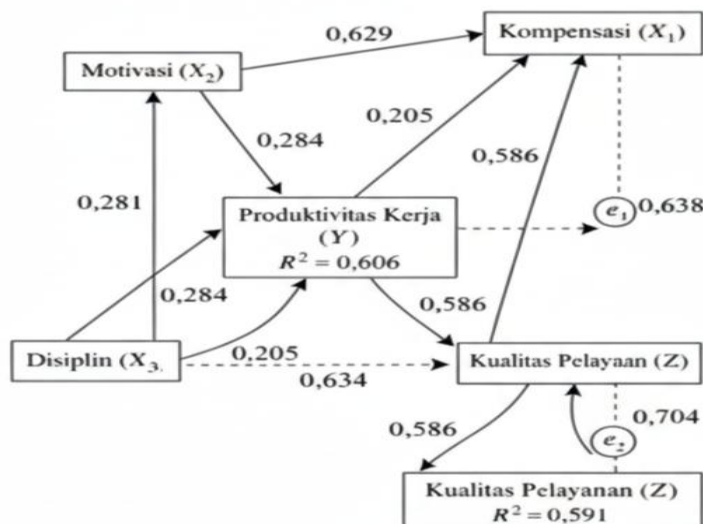 0,629
Kompensasi (X₁)
Motivasi (X₂)
0,284
0,205
0,586
0,281
Produktivitas Kerja
(Y)
R² = 0,606
e₁
0,638
0,284
0,586
Disiplin (X₃.
0,205
0,634
Kualitas Pelayaan (Z)
0,586
e₂
0,704
Kualitas Pelayanan (Z)
R² = 0,591